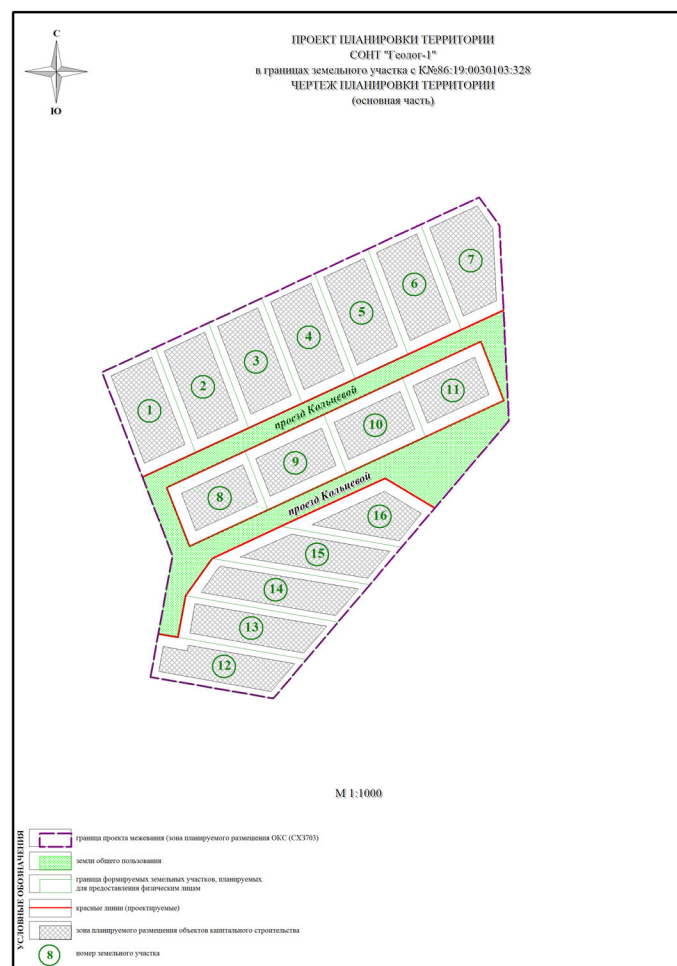 С
Ю
ПРОЕКТ ПЛАНИРОВКИ ТЕРРИТОРИИ
СОНТ "Геолог-1"
в границах земельного участка с К№86:19:0030103:328
ЧЕРТЕЖ ПЛАНИРОВКИ ТЕРРИТОРИИ
(основная часть)
7
6
5
4
3
2
1
проезд Кольцевой
11
10
9
8
проезд Кольцевой
16
15
14
13
12
М 1:1000
УСЛОВНЫЕ ОБОЗНАЧЕНИЯ
граница проекта межевания (зона планируемого размещения ОКС (СХ3703)
земли общего пользования
граница формируемых земельных участков, планируемых
для предоставления физическим лицам
красные линии (проектируемые)
зона планируемого размещения объектов капитального строительства
8
номер земельного участка